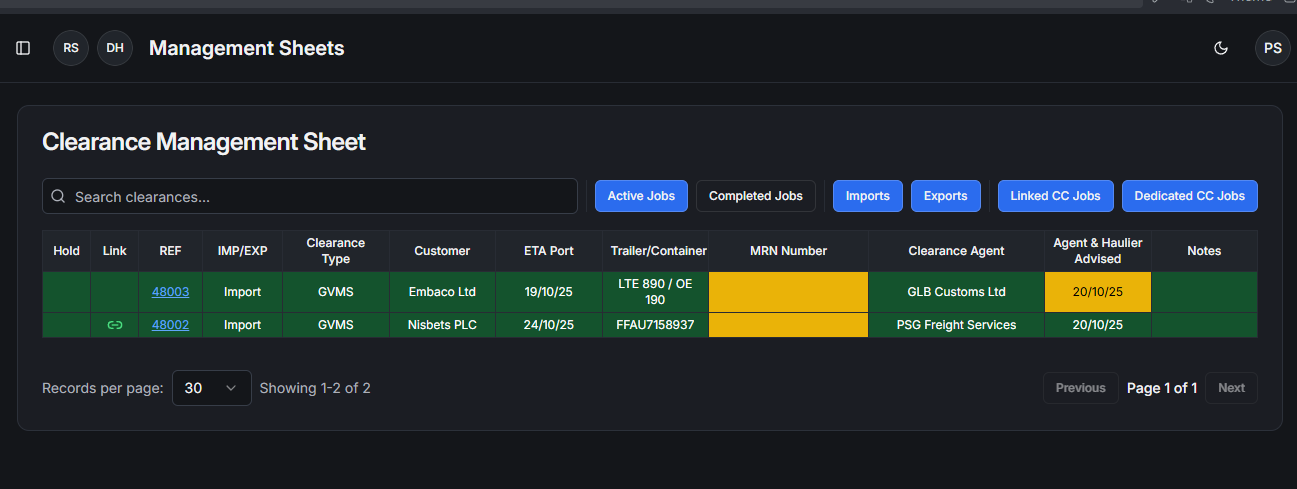 RS DH Management Sheets PS
Clearance Management Sheet
Search clearances... Active Jobs Completed Jobs Imports Exports Linked CC Jobs Dedicated CC Jobs
Hold Link REF IMP/EXP Clearance Type Customer ETA Port Trailer/Container MRN Number Clearance Agent Agent & Haulier Advised Notes
48003 Import GVMS Embaco Ltd 19/10/25 LTE 890 / OE 190 GLB Customs Ltd 20/10/25
48002 Import GVMS Nisbets PLC 24/10/25 FFAU7158937 PSG Freight Services 20/10/25
Records per page: 30 Showing 1-2 of 2 Previous Page 1 of 1 Next